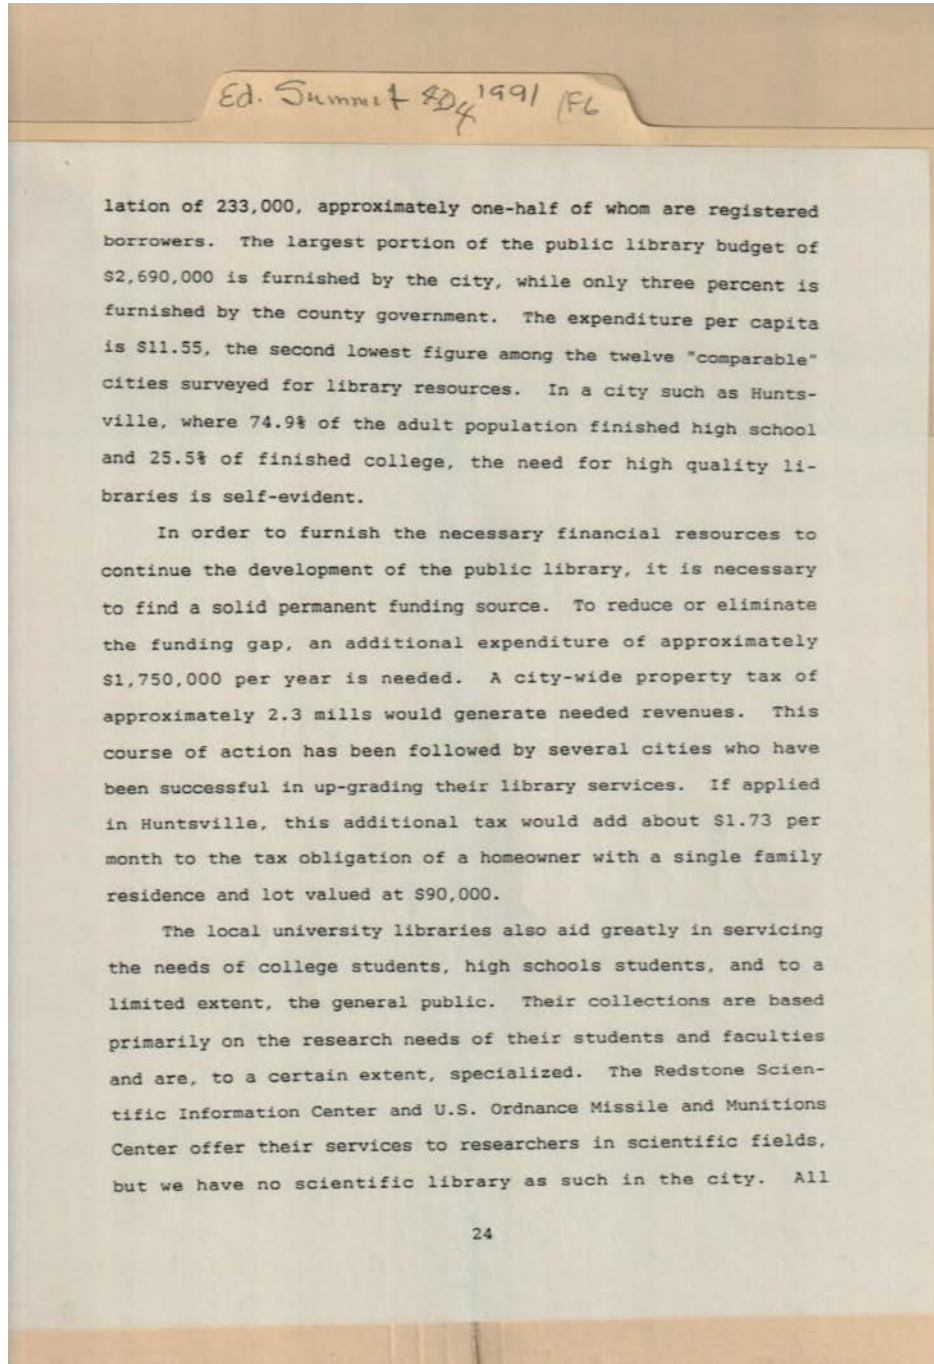 Ed. Summit 2D4 1991 (F6
lation of 233,000, approximately one-half of whom are registered
borrowers. The largest portion of the public library budget of
$2,690,000 is furnished by the city, while only three percent is
furnished by the county government. The expenditure per capita
is $11.55, the second lowest figure among the twelve "comparable"
cities surveyed for library resources. In a city such as Hunts-
ville, where 74.9% of the adult population finished high school
and 25.5% of finished college, the need for high quality li-
braries is self-evident.
In order to furnish the necessary financial resources to
continue the development of the public library, it is necessary
to find a solid permanent funding source. To reduce or eliminate
the funding gap, an additional expenditure of approximately
$1,750,000 per year is needed. A city-wide property tax of
approximately 2.3 mills would generate needed revenues. This
course of action has been followed by several cities who have
been successful in up-grading their library services. If applied
in Huntsville, this additional tax would add about $1.73 per
month to the tax obligation of a homeowner with a single family
residence and lot valued at $90,000.
The local university libraries also aid greatly in servicing
the needs of college students, high schools students, and to a
limited extent, the general public. Their collections are based
primarily on the research needs of their students and faculties
and are, to a certain extent, specialized. The Redstone Scien-
tific Information Center and U.S. Ordnance Missile and Munitions
Center offer their services to researchers in scientific fields,
but we have no scientific library as such in the city. All
24